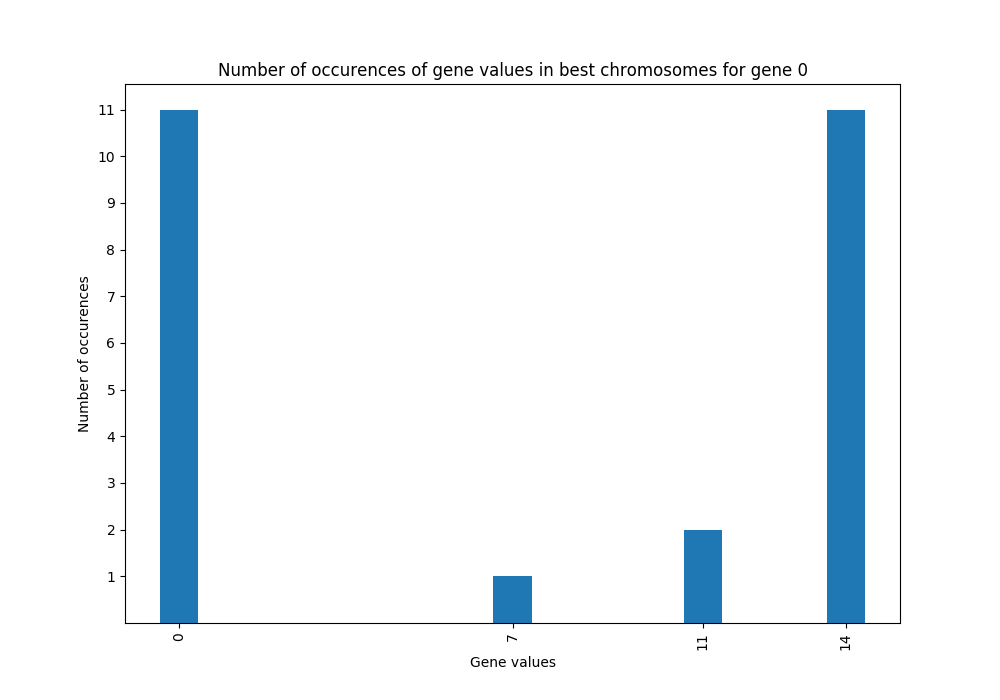 Number of occurences of gene values in best chromosomes for gene 0
11
10
9
8
7
6
5
4
3
2
1
Number of occurences
0 7 11 14
Gene values